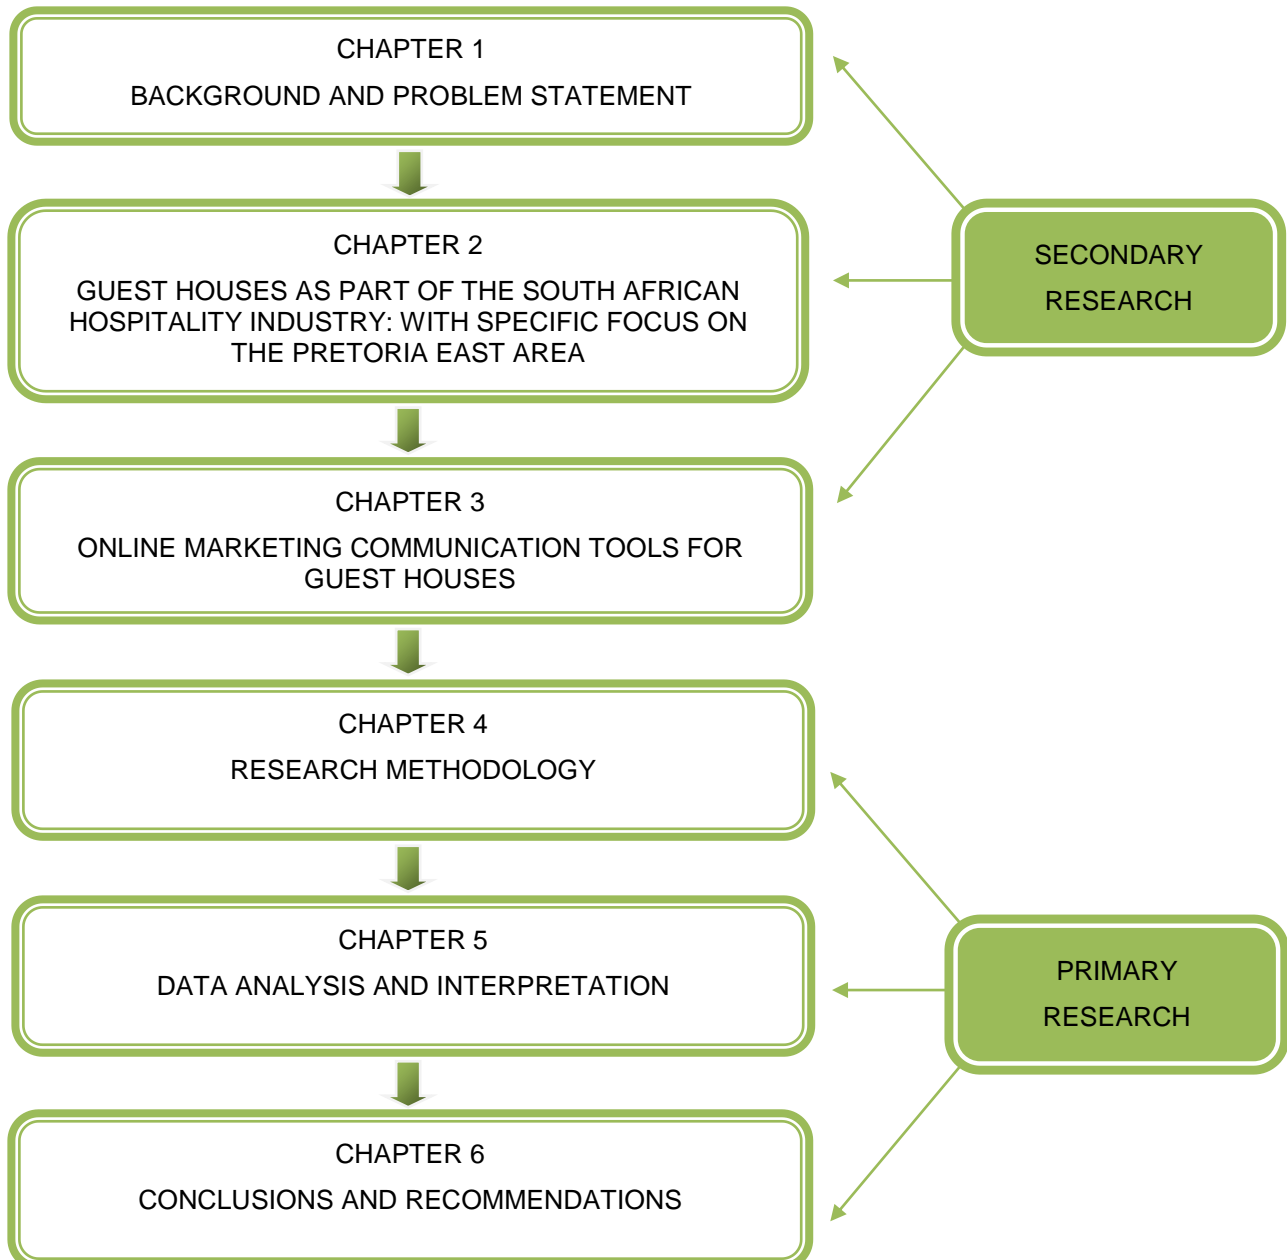 CHAPTER 1
BACKGROUND AND PROBLEM STATEMENT
CHAPTER 2
GUEST HOUSES AS PART OF THE SOUTH AFRICAN
HOSPITALITY INDUSTRY: WITH SPECIFIC FOCUS ON
THE PRETORIA EAST AREA
SECONDARY
RESEARCH
CHAPTER 3
ONLINE MARKETING COMMUNICATION TOOLS FOR
GUEST HOUSES
CHAPTER 4
RESEARCH METHODOLOGY
CHAPTER 5
DATA ANALYSIS AND INTERPRETATION
PRIMARY
RESEARCH
CHAPTER 6
CONCLUSIONS AND RECOMMENDATIONS